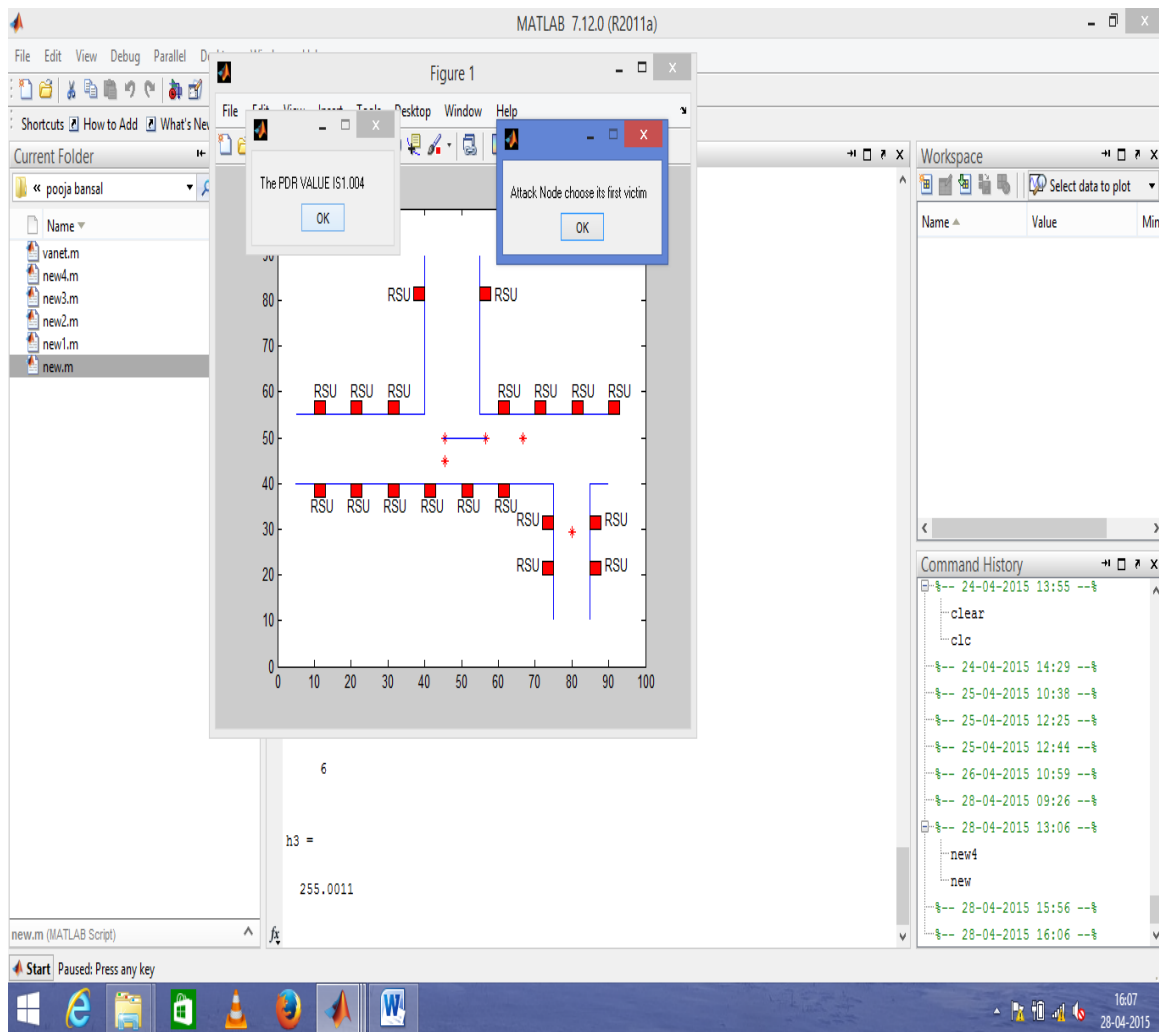 MATLAB 7.12.0 (R2011a)
File Edit View Debug Parallel
Shortcuts How to Add What's New
Current Folder
« pooja bansal
Name
vanet.m
new4.m
new3.m
new2.m
new1.m
new.m
new.m (MATLAB Script)
Figure 1
File Edit View Insert Tools Desktop Window Help
The PDR VALUE IS1.004
OK
Attack Node choose its first victim
OK
90
80
70
60
50
40
30
20
10
0
0 10 20 30 40 50 60 70 80 90 100
RSU RSU
RSU RSU RSU RSU RSU RSU RSU
RSU RSU RSU RSU RSU RSU
RSU RSU
RSU RSU
6
h3 =
255.0011
fx
Workspace
Select data to plot
Name Value Min
Command History
%-- 24-04-2015 13:55 --%
clear
clc
%-- 24-04-2015 14:29 --%
%-- 25-04-2015 10:38 --%
%-- 25-04-2015 12:25 --%
%-- 25-04-2015 12:44 --%
%-- 26-04-2015 10:59 --%
%-- 28-04-2015 09:26 --%
%-- 28-04-2015 13:06 --%
new4
new
%-- 28-04-2015 15:56 --%
%-- 28-04-2015 16:06 --%
Start Paused: Press any key
16:07
28-04-2015